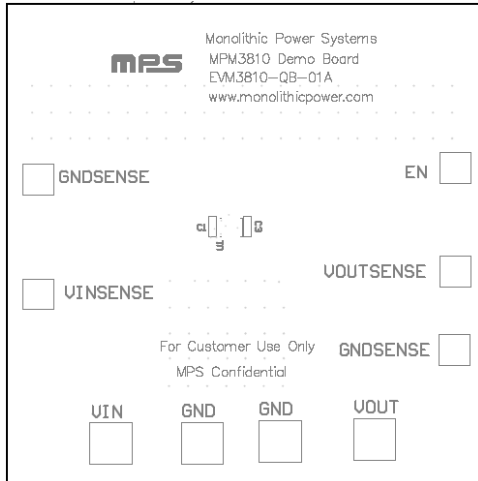 Monolithic Power Systems
mps MPM3810 Demo Board
EVM3810-QB-01A
www.monolithicpower.com
GNDSENSE
EN
C1
VOUTSENSE
VINSENSE
For Customer Use Only
GNDSENSE
MPS Confidential
VIN GND GND VOUT